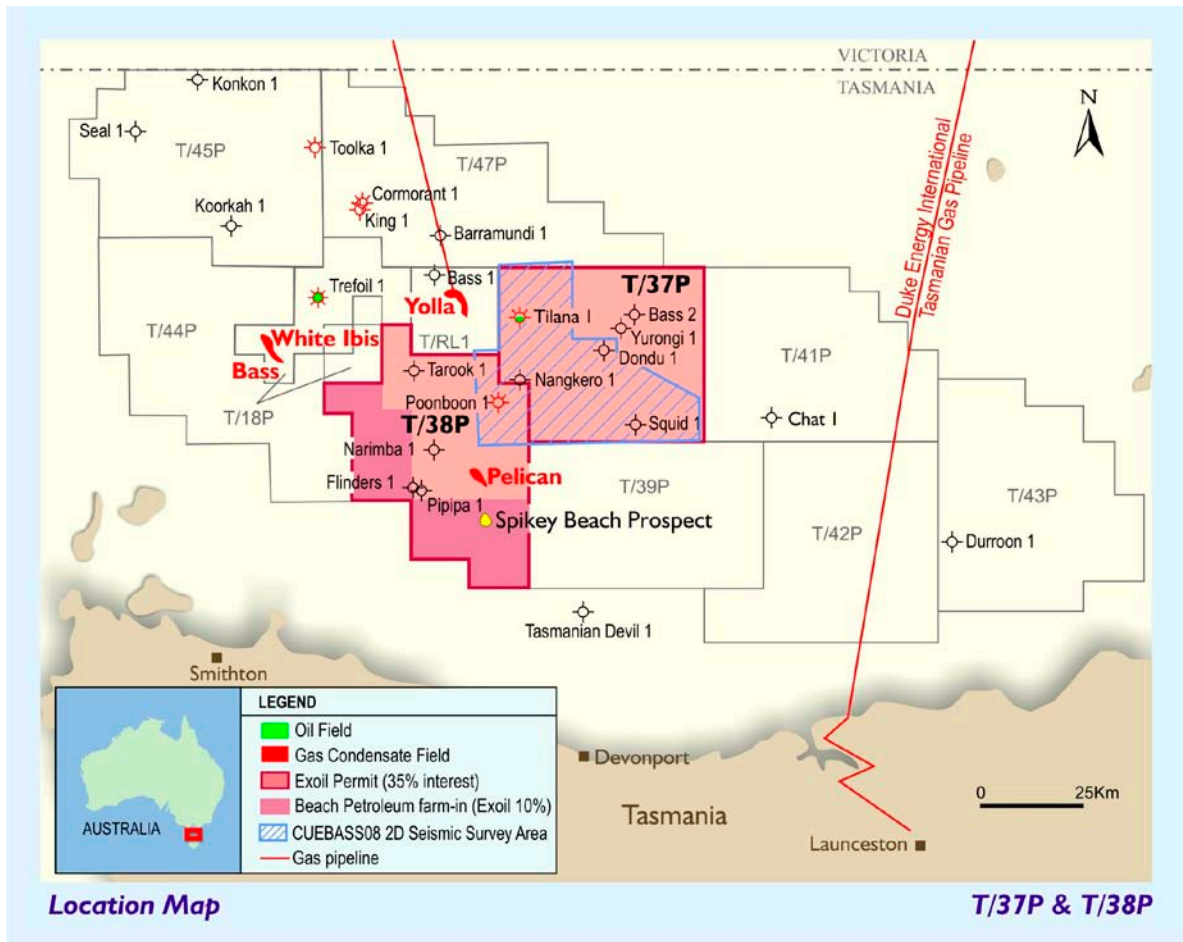 VICTORIA
TASMANIA
N
Konkon 1
Seal 1
T/45P
Toolka 1
T/47P
Cormorant 1
King 1
Koorkah 1
Barramundi 1
Duke Energy International
Tasmanian Gas Pipeline
Bass 1
Trefoil 1
Yolla
T/37P
Tilana 1
Bass 2
Yurongi 1
Dondu 1
T/44P
White Ibis
Bass
T/RL1
T/41P
Tarook 1
Nangkero 1
Poonboon 1
T/18P
T/38P
Squid 1
Chat 1
Narimba 1
Flinders 1
Pelican
Pipipa 1
T/39P
T/43P
Spikey Beach Prospect
T/42P
Durroon 1
Tasmanian Devil 1
Smithton
AUSTRALIA
LEGEND
Oil Field
Gas Condensate Field
Exoil Permit (35% interest)
Beach Petroleum farm-in (Exoil 10%)
CUEBASS08 2D Seismic Survey Area
Gas pipeline
Devonport
Tasmania
Launceston
0 25Km
Location Map
T/37P & T/38P